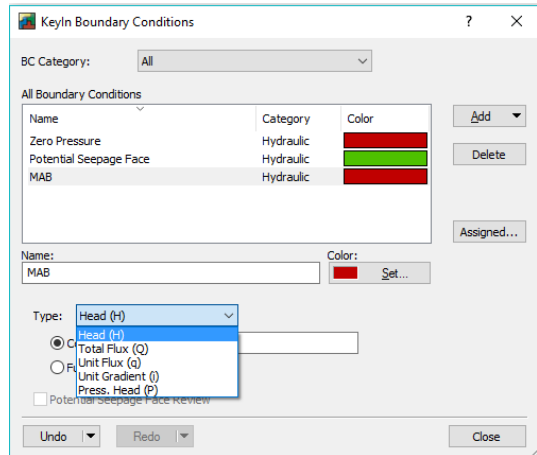 KeyIn Boundary Conditions ? ×
BC Category: All
All Boundary Conditions
Name Category Color
Zero Pressure Hydraulic
Potential Seepage Face Hydraulic
MAB Hydraulic
Add
Delete
Assigned...
Name: Color:
MAB Set...
Type: Head (H)
Head (H)
Total Flux (Q)
Unit Flux (q)
Unit Gradient (i)
Press. Head (P)
Potential Seepage Face Review
Undo Redo Close